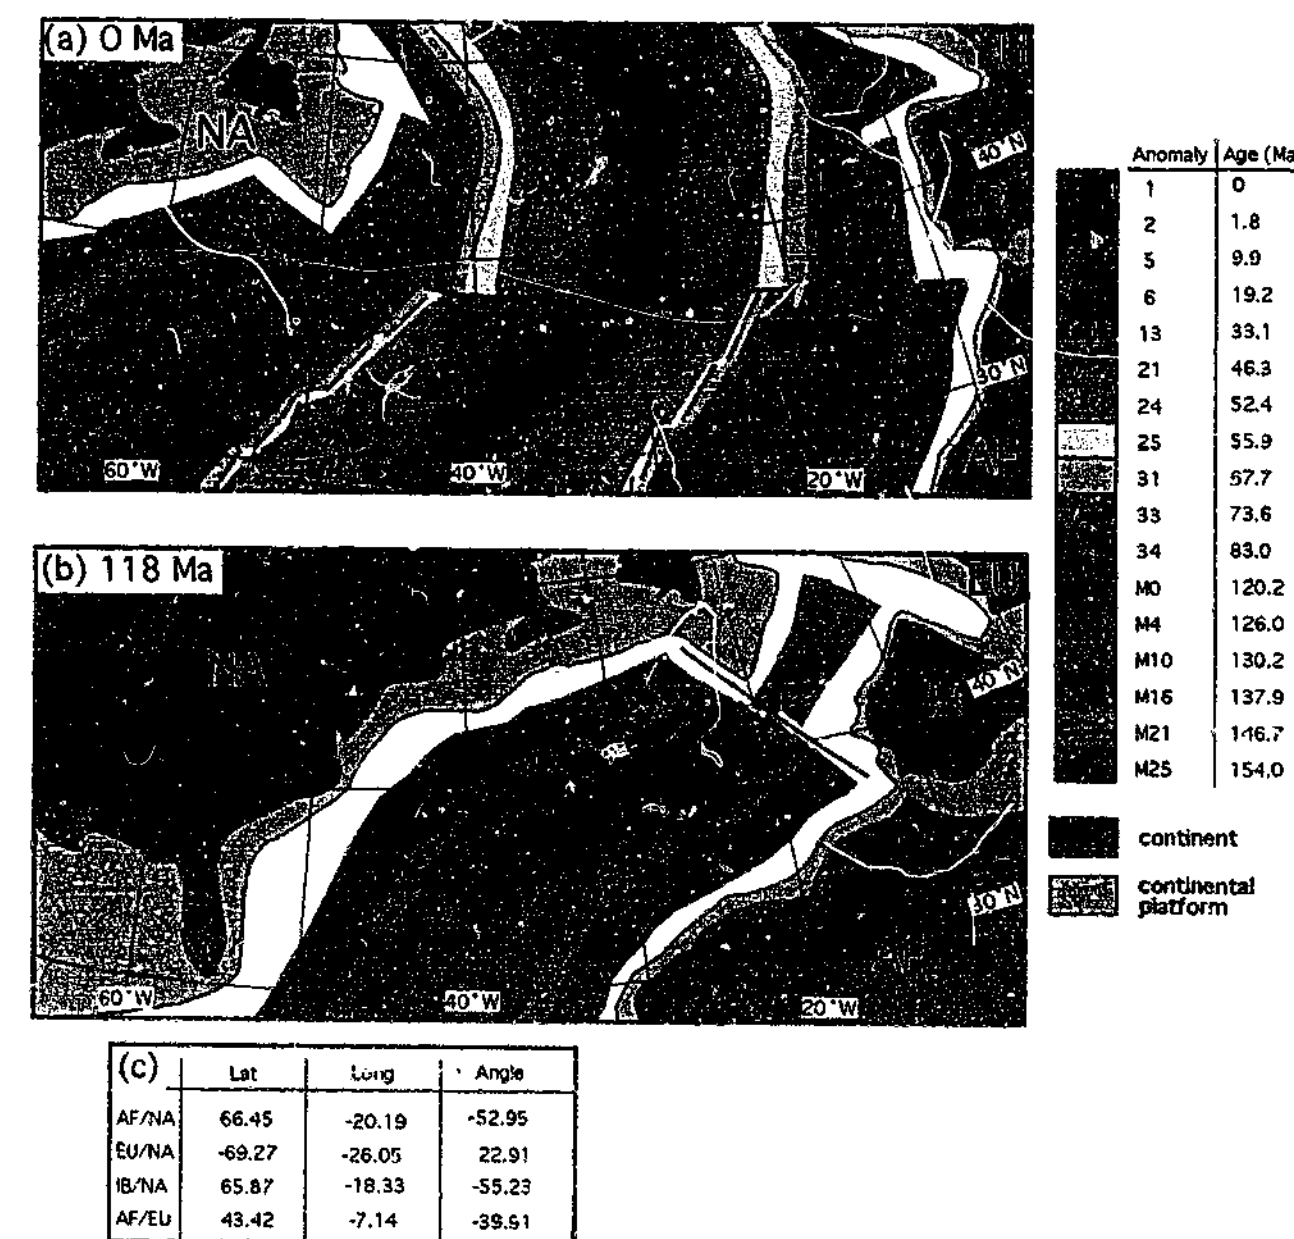 (a) 0 Ma
NA
40°N
30°N
60°W
40°W
20°W
Anomaly Age (Ma
1 0
2 1.8
5 9.9
6 19.2
13 33.1
21 46.3
24 52.4
25 55.9
31 67.7
33 73.6
34 83.0
M0 120.2
M4 126.0
M10 130.2
M16 137.9
M21 146.7
M25 154.0
continent
continental
platform
(b) 118 Ma
40°N
30°N
60°W
40°W
20°W
(c) Lat Long Angle
AF/NA 66.45 -20.19 -52.95
EU/NA -69.27 -26.05 22.91
IB/NA 65.87 -18.33 -55.23
AF/EU 43.42 -7.14